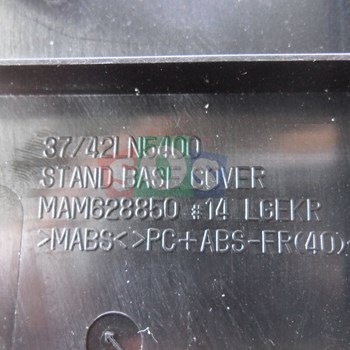 37/42LN5400
STAND BASE COVER
MAM628850 #14 LGEKR
>MABS<>PC+ABS-FR(40)<